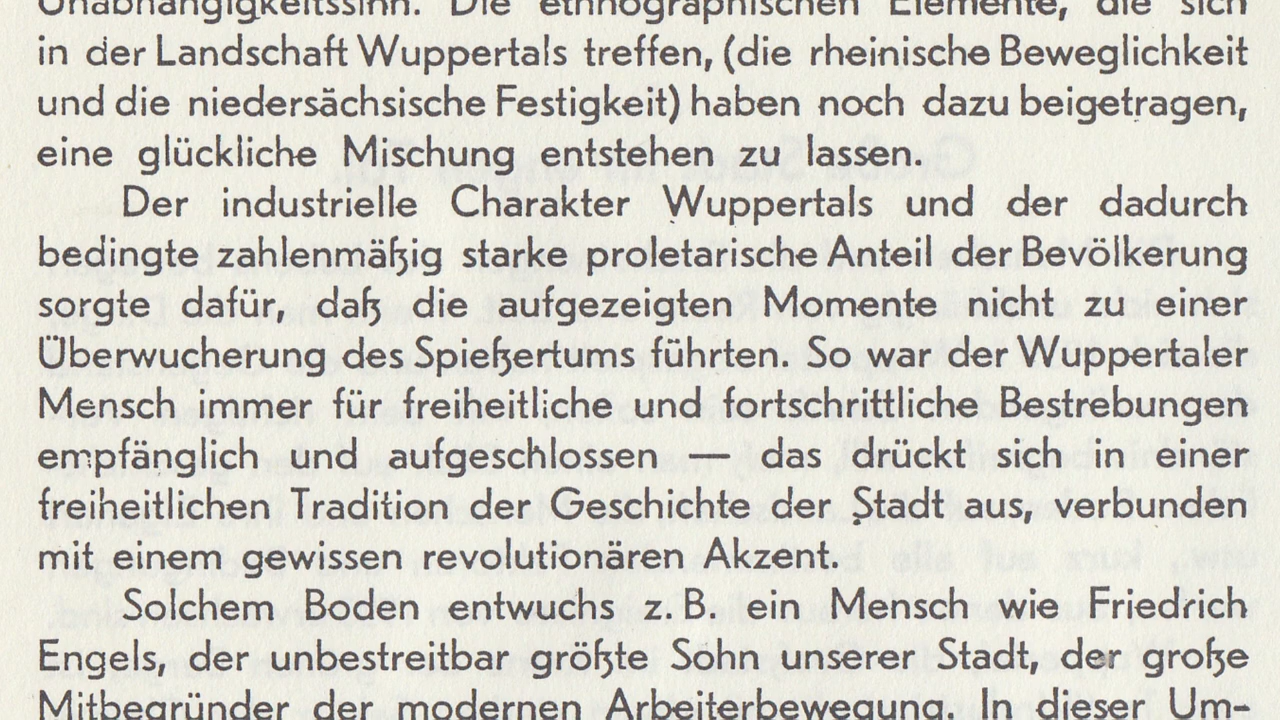 Unabhängigkeitssinn. Die ethnographischen Elemente, die sich
in der Landschaft Wuppertals treffen, (die rheinische Beweglichkeit
und die niedersächsische Festigkeit) haben noch dazu beigetragen,
eine glückliche Mischung entstehen zu lassen.
Der industrielle Charakter Wuppertals und der dadurch
bedingte zahlenmäßig starke proletarische Anteil der Bevölkerung
sorgte dafür, daß die aufgezeigten Momente nicht zu einer
Überwucherung des Spießertums führten. So war der Wuppertaler
Mensch immer für freiheitliche und fortschrittliche Bestrebungen
empfänglich und aufgeschlossen — das drückt sich in einer
freiheitlichen Tradition der Geschichte der Stadt aus, verbunden
mit einem gewissen revolutionären Akzent.
Solchem Boden entwuchs z. B. ein Mensch wie Friedrich
Engels, der unbestreitbar größte Sohn unserer Stadt, der große
Mitbegründer der modernen Arbeiterbewegung. In dieser Um-